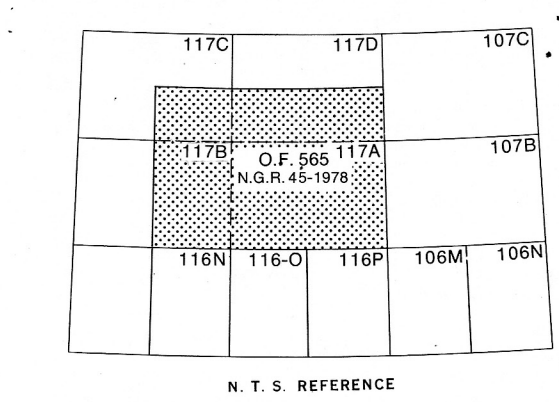 117C 117D 107C
117B O.F. 565 117A 107B
N.G.R. 45-1978
116N 116-O 116P 106M 106N
N. T. S. REFERENCE